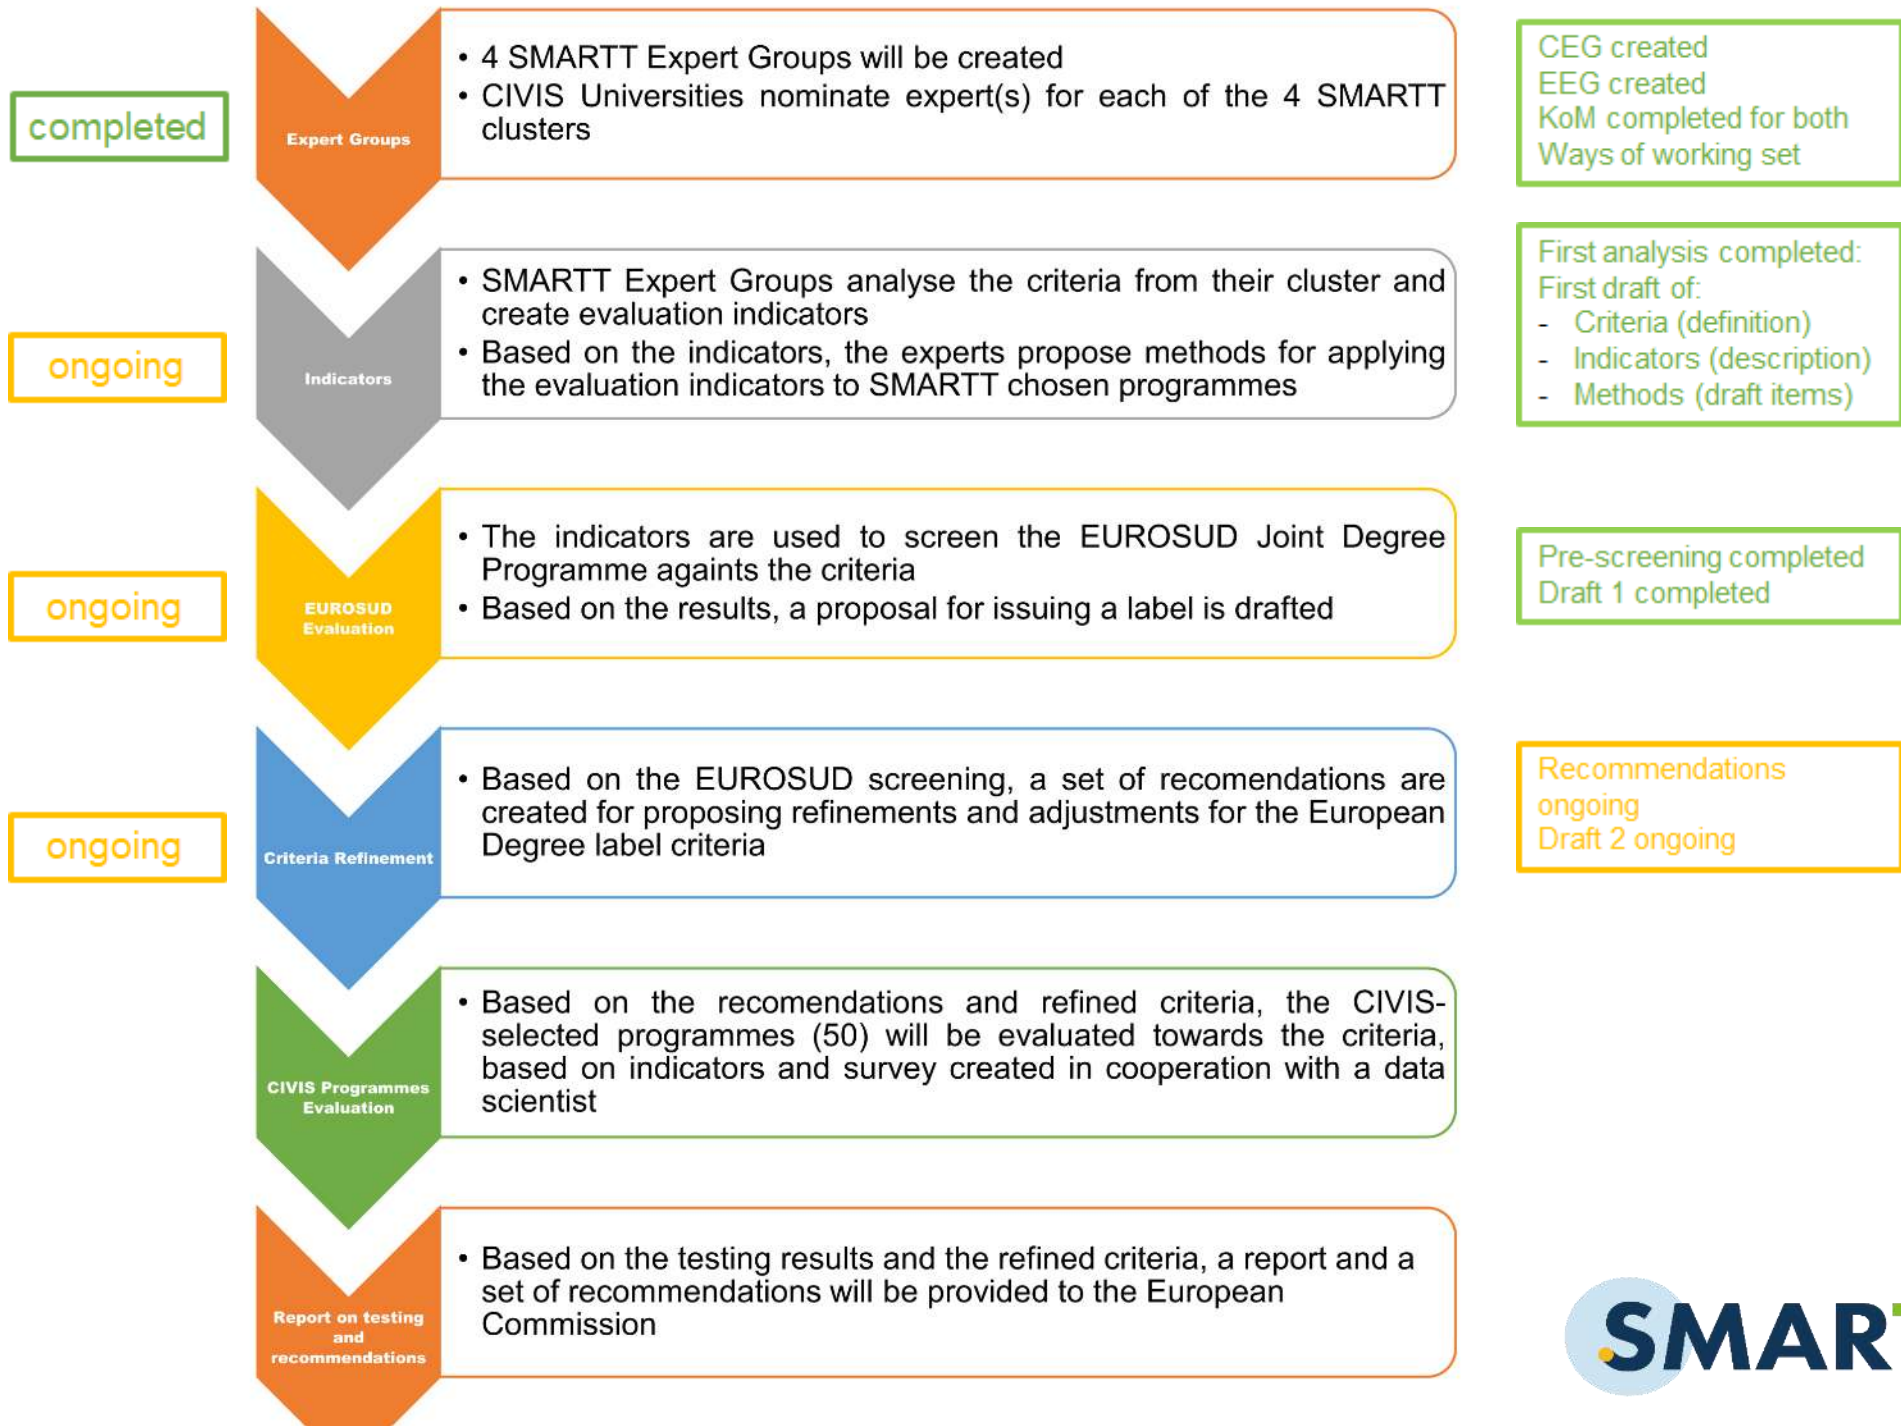 completed
Expert Groups
• 4 SMARTT Expert Groups will be created
• CIVIS Universities nominate expert(s) for each of the 4 SMARTT
clusters
CEG created
EEG created
KoM completed for both
Ways of working set
ongoing
Indicators
• SMARTT Expert Groups analyse the criteria from their cluster and
create evaluation indicators
• Based on the indicators, the experts propose methods for applying
the evaluation indicators to SMARTT chosen programmes
First analysis completed:
First draft of:
- Criteria (definition)
- Indicators (description)
- Methods (draft items)
ongoing
EUROSUD
Evaluation
• The indicators are used to screen the EUROSUD Joint Degree
Programme againts the criteria
• Based on the results, a proposal for issuing a label is drafted
Pre-screening completed
Draft 1 completed
ongoing
Criteria Refinement
• Based on the EUROSUD screening, a set of recomendations are
created for proposing refinements and adjustments for the European
Degree label criteria
Recommendations
ongoing
Draft 2 ongoing
CIVIS Programmes
Evaluation
• Based on the recomendations and refined criteria, the CIVIS-
selected programmes (50) will be evaluated towards the criteria,
based on indicators and survey created in cooperation with a data
scientist
Report on testing
and
recommendations
• Based on the testing results and the refined criteria, a report and a
set of recommendations will be provided to the European
Commission
SMAR